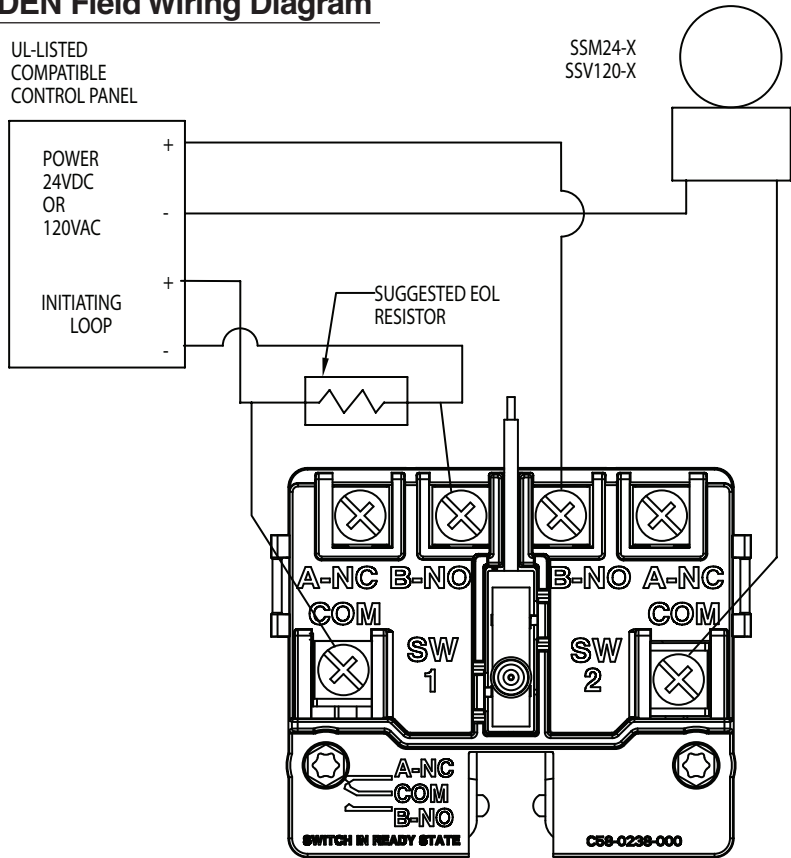 DEN Field Wiring Diagram
UL-LISTED
COMPATIBLE
CONTROL PANEL
SSM24-X
SSV120-X
POWER
24VDC
OR
120VAC
+
-
INITIATING
LOOP
+
-
SUGGESTED EOL
RESISTOR
A-NC B-NO B-NO A-NC
COM COM
SW
1
SW
2
A-NC
COM
B-NO
SWITCH IN READY STATE
C58-0238-000